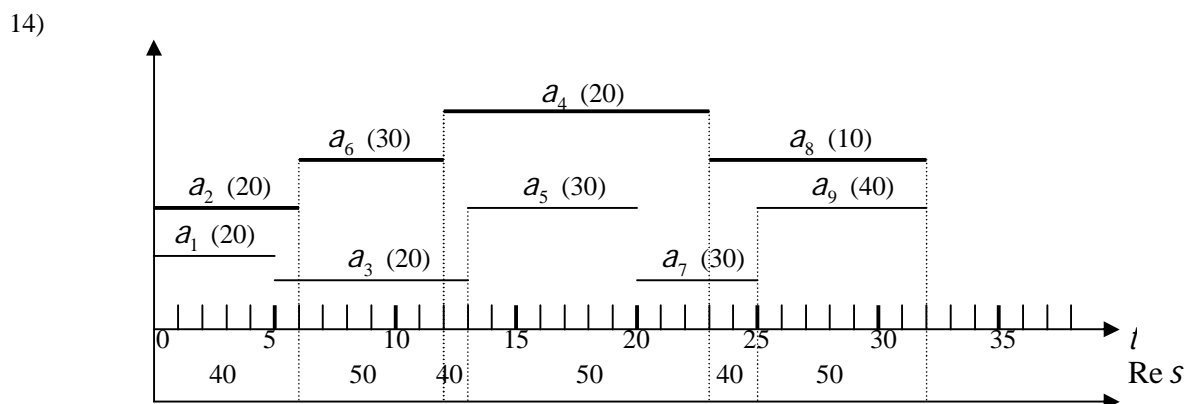 14)
a₄ (20)
a₆ (30) a₈ (10)
a₂ (20) a₅ (30) a₉ (40)
a₁ (20)
a₃ (20) a₇ (30)
0 5 10 15 20 25 30 35 t
40 50 40 50 40 50 Re s